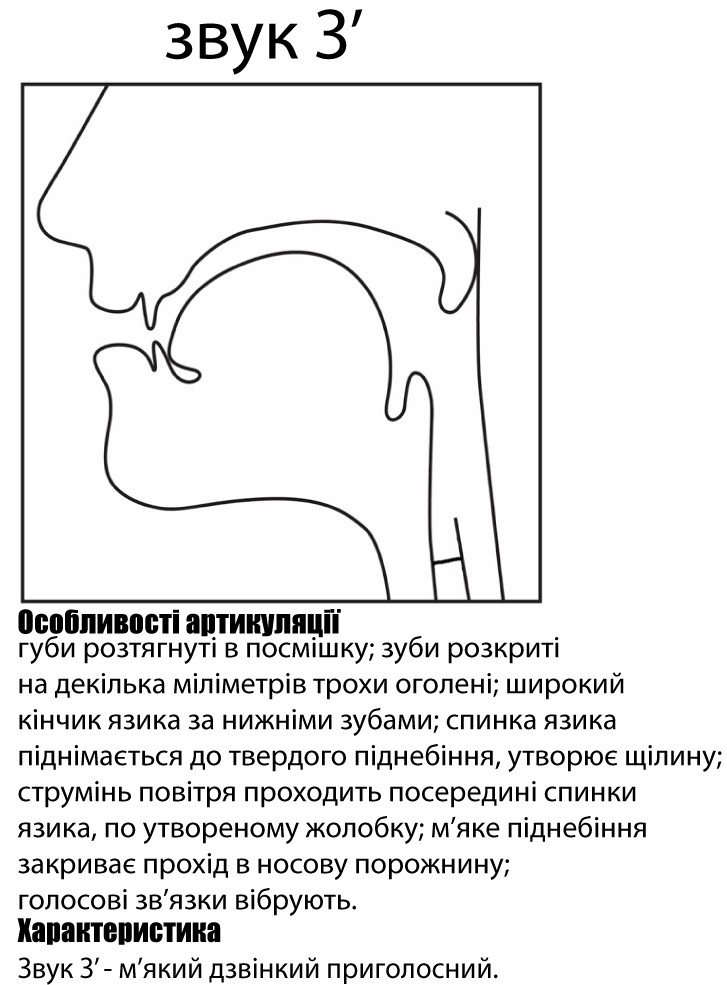 звук З’
Особливості артикуляції
губи розтягнуті в посмішку; зуби розкриті
на декілька міліметрів трохи оголені; широкий
кінчик язика за нижніми зубами; спинка язика
піднімається до твердого піднебіння, утворює щілину;
струмінь повітря проходить посередині спинки
язика, по утвореному жолобку; м’яке піднебіння
закриває прохід в носову порожнину;
голосові зв’язки вібрують.
Характеристика
Звук З’ - м’який дзвінкий приголосний.